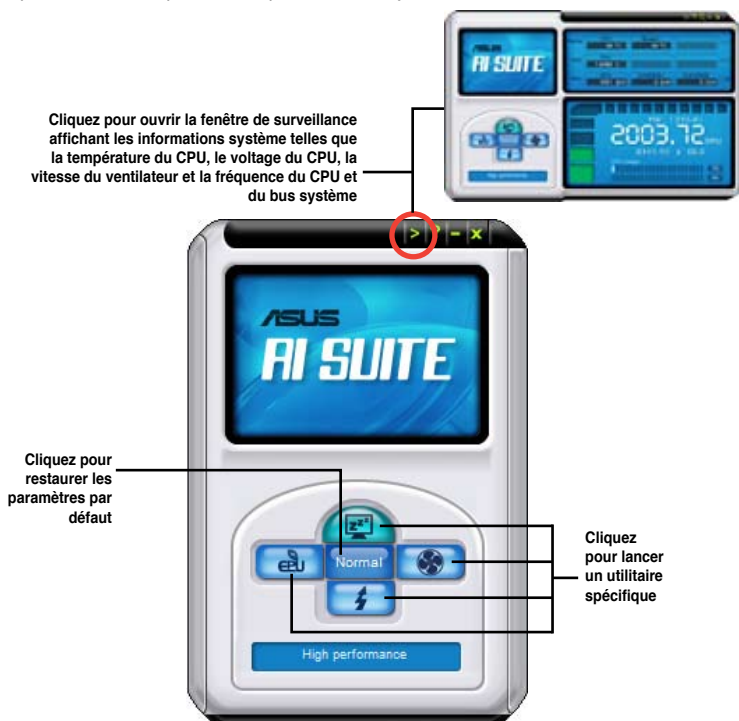 ASUS
AI SUITE
2003.72
Cliquez pour ouvrir la fenêtre de surveillance
affichant les informations système telles que
la température du CPU, le voltage du CPU, la
vitesse du ventilateur et la fréquence du CPU et
du bus système
> ? – x
ASUS
AI SUITE
Cliquez pour
restaurer les
paramètres par
défaut
zzz
EPU
Normal
High performance
Cliquez
pour lancer
un utilitaire
spécifique